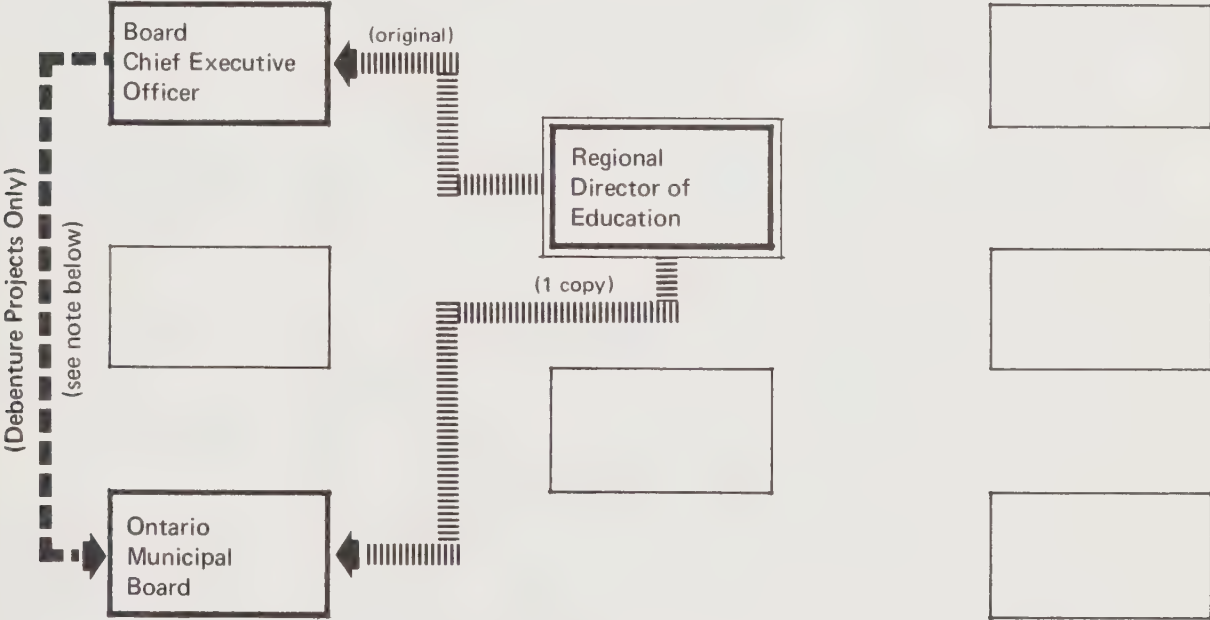 Board
Chief Executive
Officer
(original)
Regional
Director of
Education
(Debenture Projects Only)
(see note below)
(1 copy)
Ontario
Municipal
Board